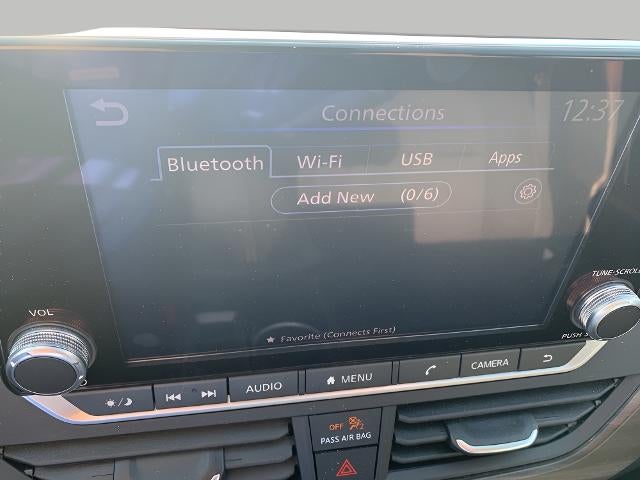 Connections 12:37
Bluetooth Wi-Fi USB Apps
Add New (0/6)
TUNE-SCROLL
VOL
★ Favorite (Connects First)
PUSH
AUDIO MENU CAMERA
OFF
PASS AIR BAG